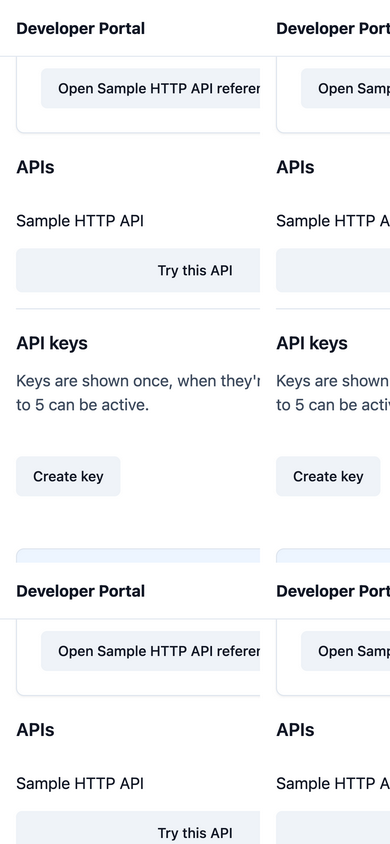 Developer Portal
Developer Port
Open Sample HTTP API referen
Open Samp
APIs
APIs
Sample HTTP API
Sample HTTP A
Try this API
API keys
API keys
Keys are shown once, when they'r
Keys are shown
to 5 can be active.
to 5 can be activ
Create key
Create key
Developer Portal
Developer Port
Open Sample HTTP API referen
Open Samp
APIs
APIs
Sample HTTP API
Sample HTTP A
Try this API